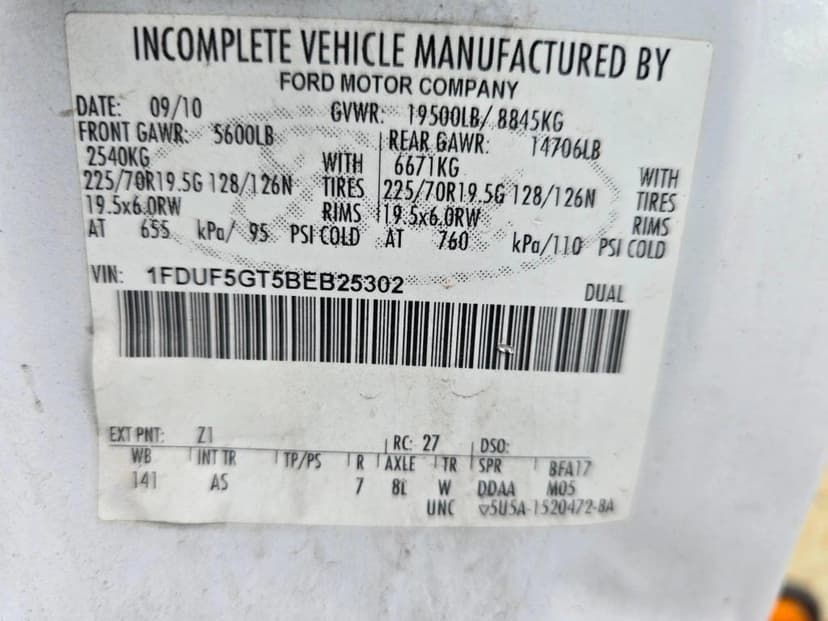 INCOMPLETE VEHICLE MANUFACTURED BY
FORD MOTOR COMPANY
DATE: 09/10 GVWR: 19500LB/ 8845KG
FRONT GAWR: 5600LB REAR GAWR: 14706LB
2540KG WITH 6671KG WITH
225/70R19.5G 128/126N TIRES 225/70R19.5G 128/126N TIRES
19.5x6.0RW RIMS 19.5x6.0RW RIMS
AT 655 kPa/ 95 PSI COLD AT 760 kPa/110 PSI COLD
VIN: 1FDUF5GT5BEB25302 DUAL
EXT PNT: Z1 RC: 27 DSO:
WB INT TR TP/PS R AXLE TR SPR BFA17
141 AS 7 8L W DDAA M05
UNC ▽5U5A-1520472-BA